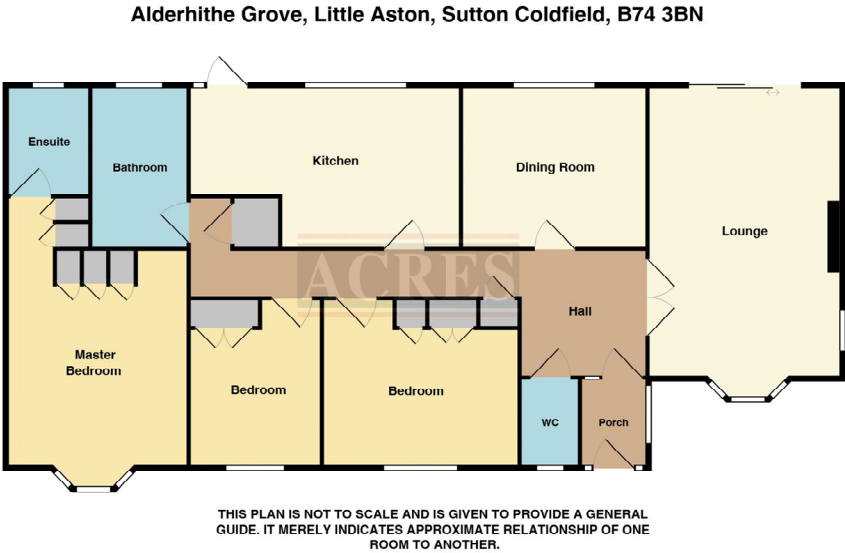 Alderhithe Grove, Little Aston, Sutton Coldfield, B74 3BN
Ensuite
Bathroom
Kitchen
Dining Room
Lounge
ACRES
Hall
Master
Bedroom
Bedroom
Bedroom
WC
Porch
THIS PLAN IS NOT TO SCALE AND IS GIVEN TO PROVIDE A GENERAL
GUIDE. IT MERELY INDICATES APPROXIMATE RELATIONSHIP OF ONE
ROOM TO ANOTHER.